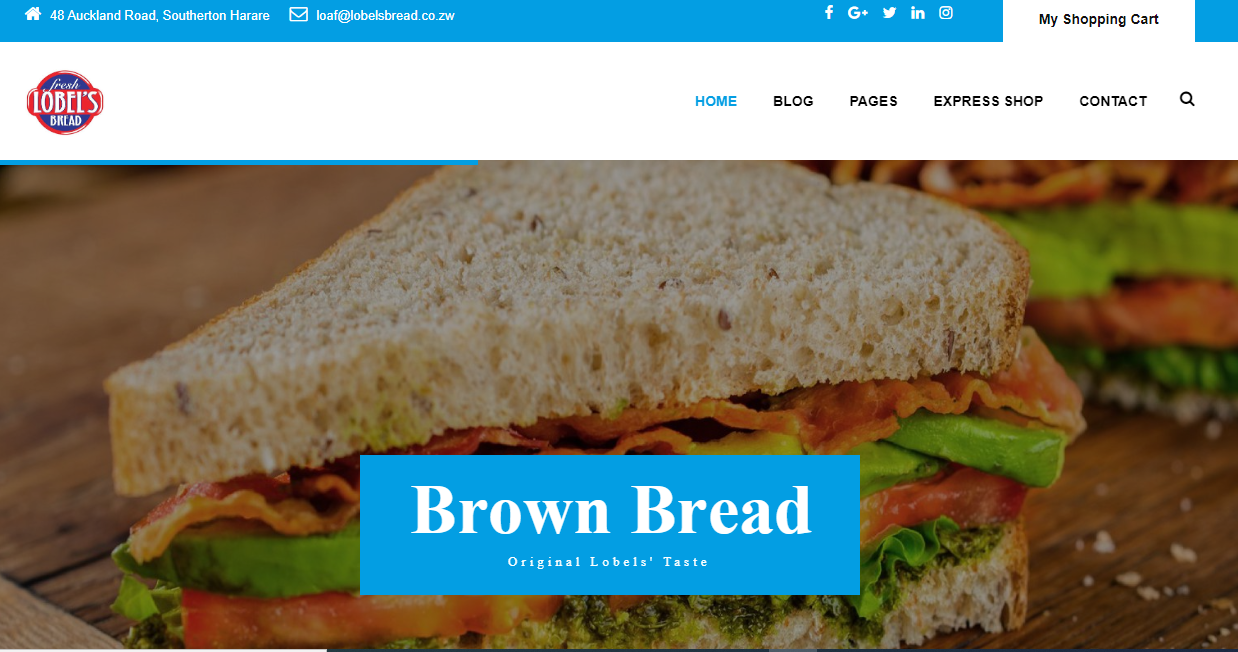 48 Auckland Road, Southerton Harare loaf@lobelsbread.co.zw
My Shopping Cart
fresh
LOBEL'S
BREAD
HOME BLOG PAGES EXPRESS SHOP CONTACT
Brown Bread
Original Lobels' Taste